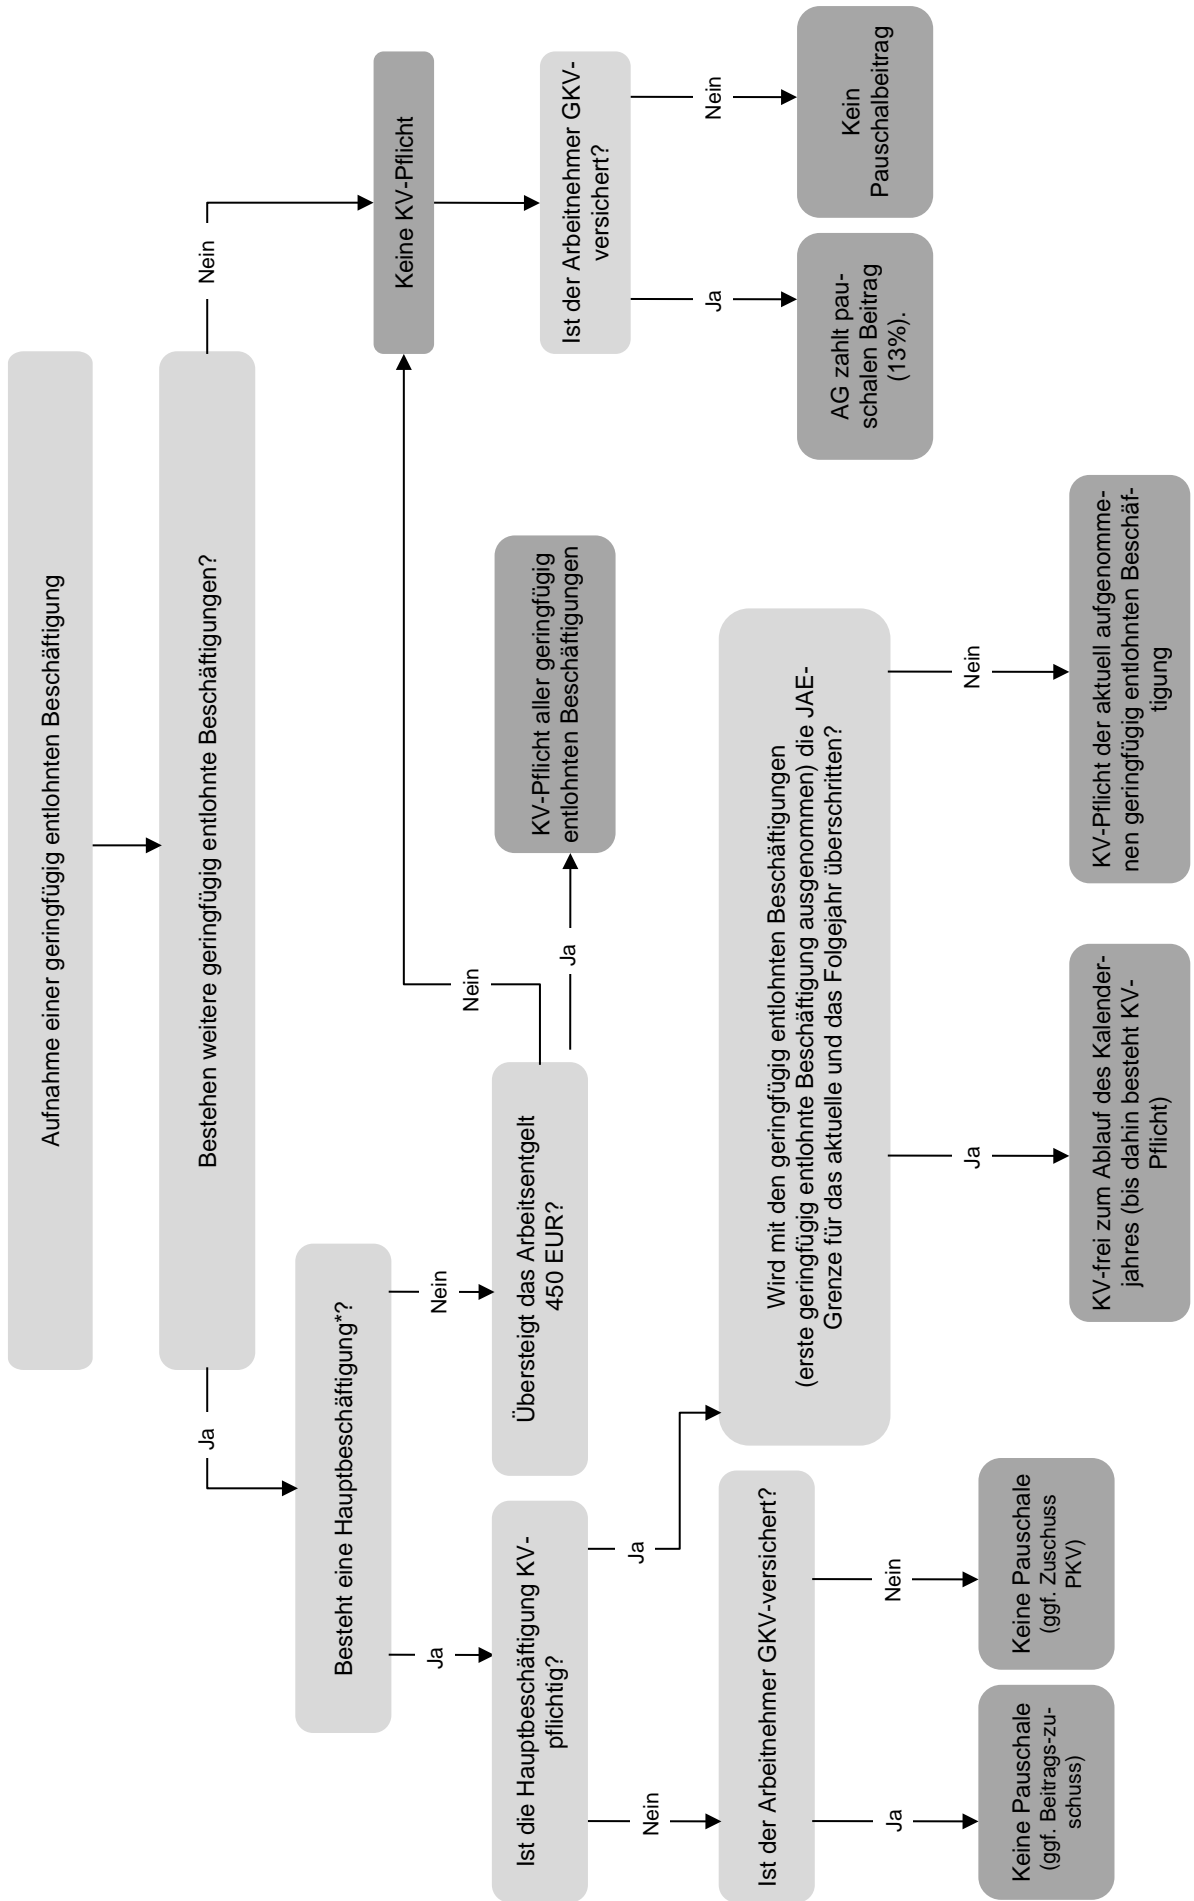 Aufnahme einer geringfügig entlohnten Beschäftigung
Bestehen weitere geringfügig entlohnte Beschäftigungen?
Ja
Nein
Besteht eine Hauptbeschäftigung*?
Ja
Nein
Ist die Hauptbeschäftigung KV-
pflichtig?
Übersteigt das Arbeitsentgelt
450 EUR?
Nein
Ja
Keine KV-Pflicht
KV-Pflicht aller geringfügig
entlohnten Beschäftigungen
Ist der Arbeitnehmer GKV-
versichert?
Ja
Nein
AG zahlt pau-
schalen Beitrag
(13%).
Kein
Pauschalbeitrag
Nein
Ja
Ist der Arbeitnehmer GKV-versichert?
Wird mit den geringfügig entlohnten Beschäftigungen
(erste geringfügig entlohnte Beschäftigung ausgenommen) die JAE-
Grenze für das aktuelle und das Folgejahr überschritten?
Ja
Nein
Ja
Nein
Keine Pauschale
(ggf. Beitrags-zu-
schuss)
Keine Pauschale
(ggf. Zuschuss
PKV)
KV-frei zum Ablauf des Kalender-
jahres (bis dahin besteht KV-
Pflicht)
KV-Pflicht der aktuell aufgenomme-
nen geringfügig entlohnten Beschäf-
tigung